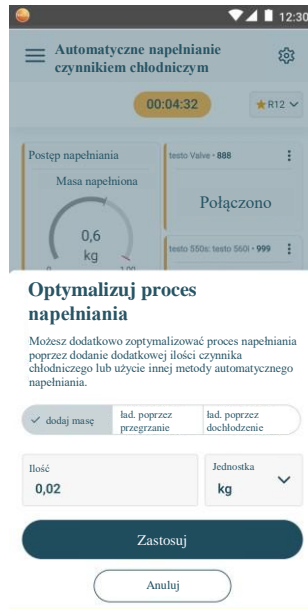 12:30
Automatyczne napełnianie
czynnikiem chłodniczym
00:04:32
R12
Postęp napełniania
Masa napełniona
0,6
kg
testo Valve • 888
Połączono
testo 550s: testo 560i • 999
Optymalizuj proces
napełniania
Możesz dodatkowo zoptymalizować proces napełniania
poprzez dodanie dodatkowej ilości czynnika
chłodniczego lub użycie innej metody automatycznego
napełniania.
dodaj masę
ład. poprzez
przegrzanie
ład. poprzez
dochłodzenie
Ilość
0,02
Jednostka
kg
Zastosuj
Anuluj